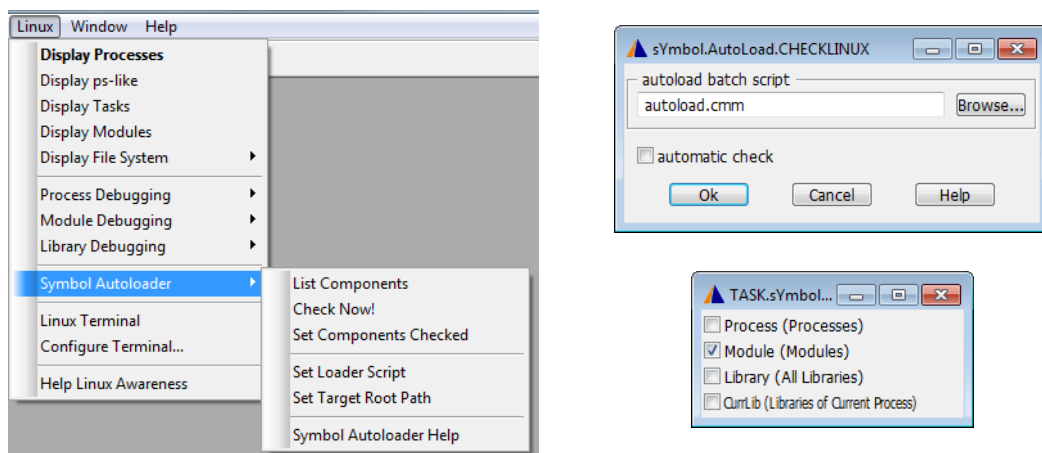 Linux Window Help
Display Processes
Display ps-like
Display Tasks
Display Modules
Display File System
Process Debugging
Module Debugging
Library Debugging
Symbol Autoloader
Linux Terminal
Configure Terminal...
Help Linux Awareness
List Components
Check Now!
Set Components Checked
Set Loader Script
Set Target Root Path
Symbol Autoloader Help
sYmbol.AutoLoad.CHECKLINUX
autoload batch script
autoload.cmm Browse...
automatic check
Ok Cancel Help
TASK.sYmbol...
Process (Processes)
Module (Modules)
Library (All Libraries)
CurrLib (Libraries of Current Process)